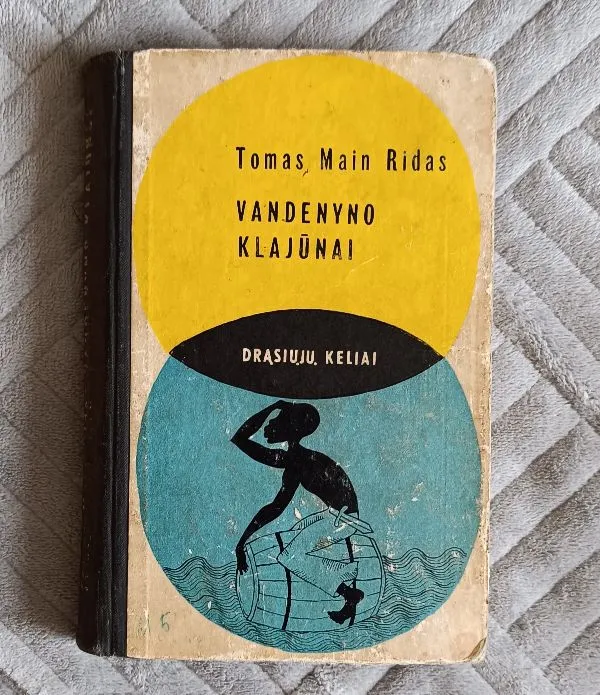 Tomas Main Ridas
VANDENYNO
KLAJŪNAI
DRĄSIŲJŲ KELIAI